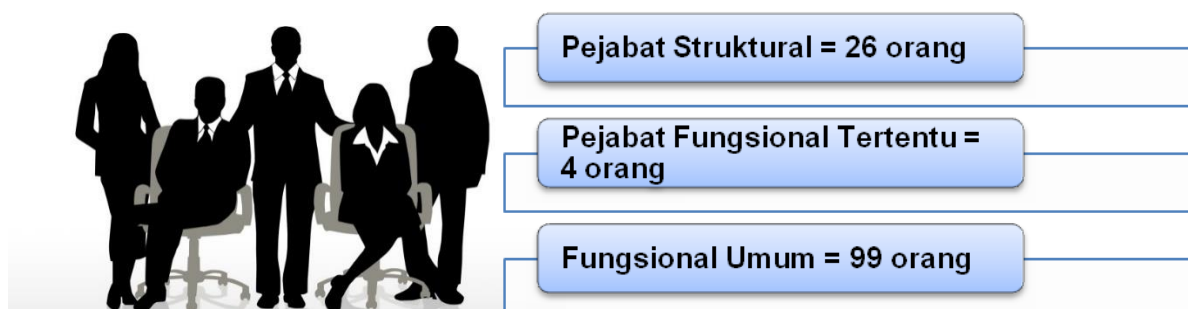 Pejabat Struktural = 26 orang
Pejabat Fungsional Tertentu =
4 orang
Fungsional Umum = 99 orang